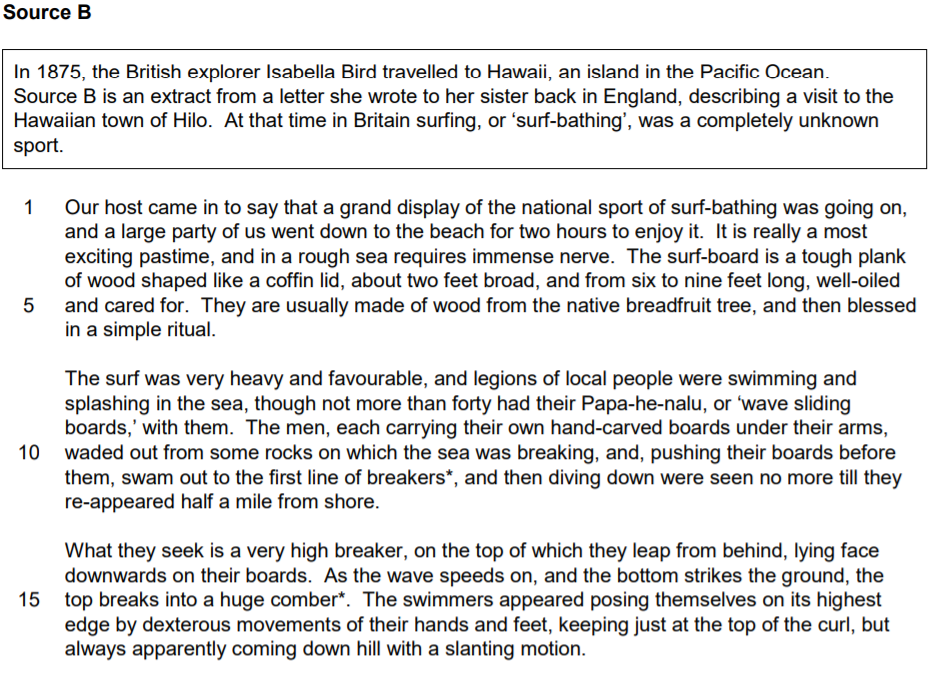 Source B
In 1875, the British explorer Isabella Bird travelled to Hawaii, an island in the Pacific Ocean.
Source B is an extract from a letter she wrote to her sister back in England, describing a visit to the
Hawaiian town of Hilo.  At that time in Britain surfing, or ‘surf-bathing’, was a completely unknown
sport.
1 Our host came in to say that a grand display of the national sport of surf-bathing was going on,
and a large party of us went down to the beach for two hours to enjoy it.  It is really a most
exciting pastime, and in a rough sea requires immense nerve.  The surf-board is a tough plank
of wood shaped like a coffin lid, about two feet broad, and from six to nine feet long, well-oiled
5 and cared for.  They are usually made of wood from the native breadfruit tree, and then blessed
in a simple ritual.
The surf was very heavy and favourable, and legions of local people were swimming and
splashing in the sea, though not more than forty had their Papa-he-nalu, or ‘wave sliding
boards,’ with them.  The men, each carrying their own hand-carved boards under their arms,
10 waded out from some rocks on which the sea was breaking, and, pushing their boards before
them, swam out to the first line of breakers*, and then diving down were seen no more till they
re-appeared half a mile from shore.
What they seek is a very high breaker, on the top of which they leap from behind, lying face
downwards on their boards.  As the wave speeds on, and the bottom strikes the ground, the
15 top breaks into a huge comber*.  The swimmers appeared posing themselves on its highest
edge by dexterous movements of their hands and feet, keeping just at the top of the curl, but
always apparently coming down hill with a slanting motion.